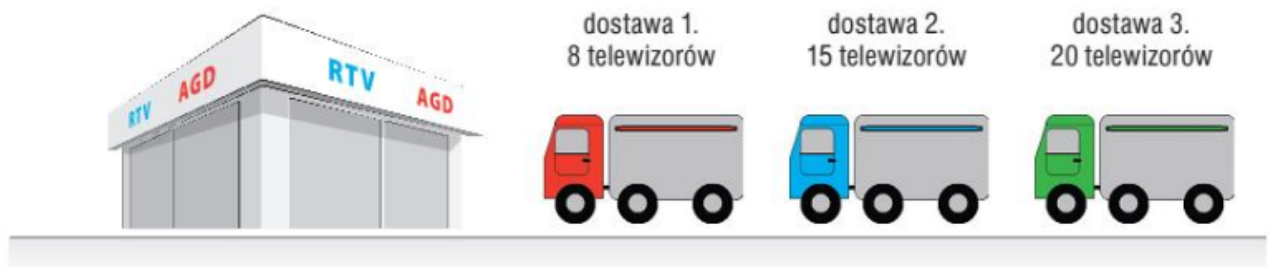 RTV AGD RTV AGD
dostawa 1.
8 telewizorów
dostawa 2.
15 telewizorów
dostawa 3.
20 telewizorów